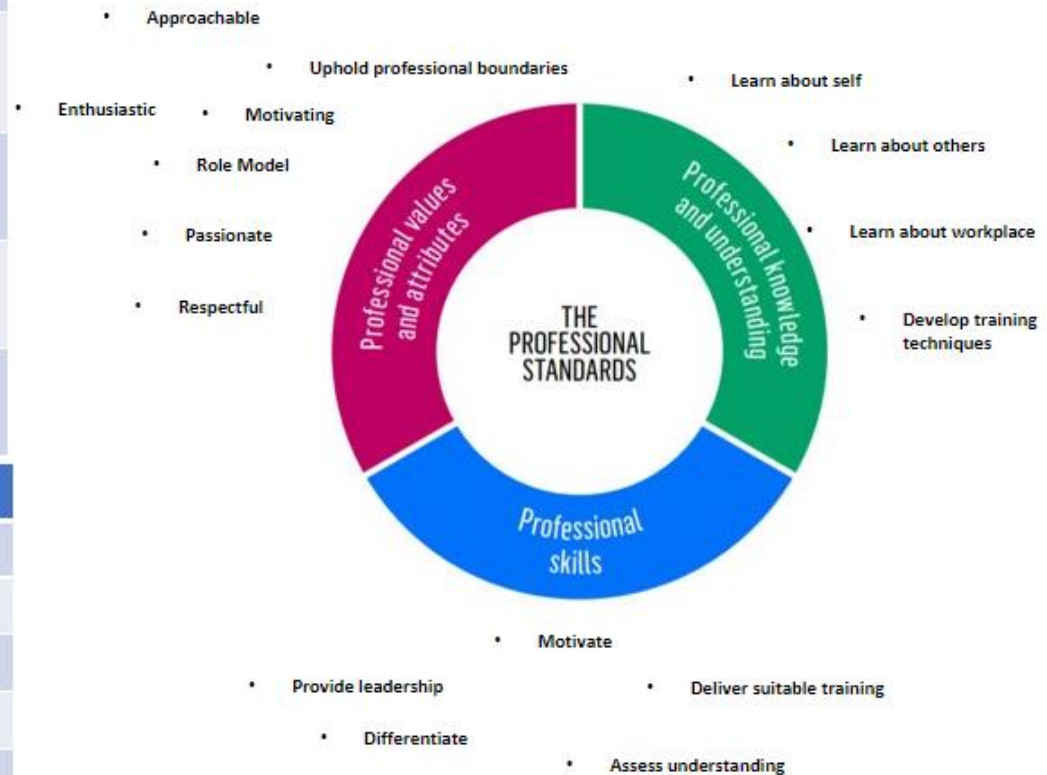 • Approachable
• Uphold professional boundaries
• Learn about self
• Enthusiastic
• Motivating
• Learn about others
• Role Model
• Passionate
• Learn about workplace
• Respectful
• Develop training
techniques
Professional values
and attributes
Professional knowledge
and understanding
THE
PROFESSIONAL
STANDARDS
Professional
skills
• Motivate
• Provide leadership
• Deliver suitable training
• Differentiate
• Assess understanding